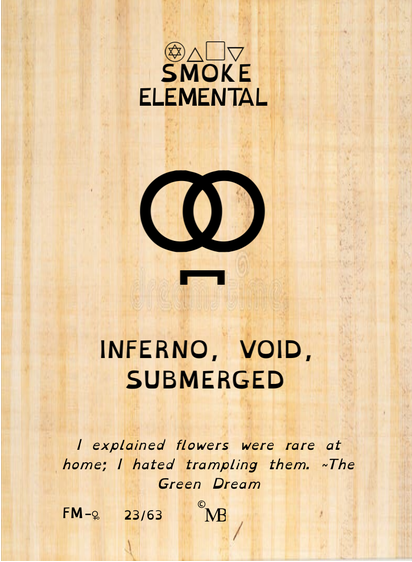 SMOKE
ELEMENTAL
INFERNO, VOID,
SUBMERGED
I explained flowers were rare at
home; I hated trampling them. ~The
Green Dream
FM-♀ 23/63 ©MB